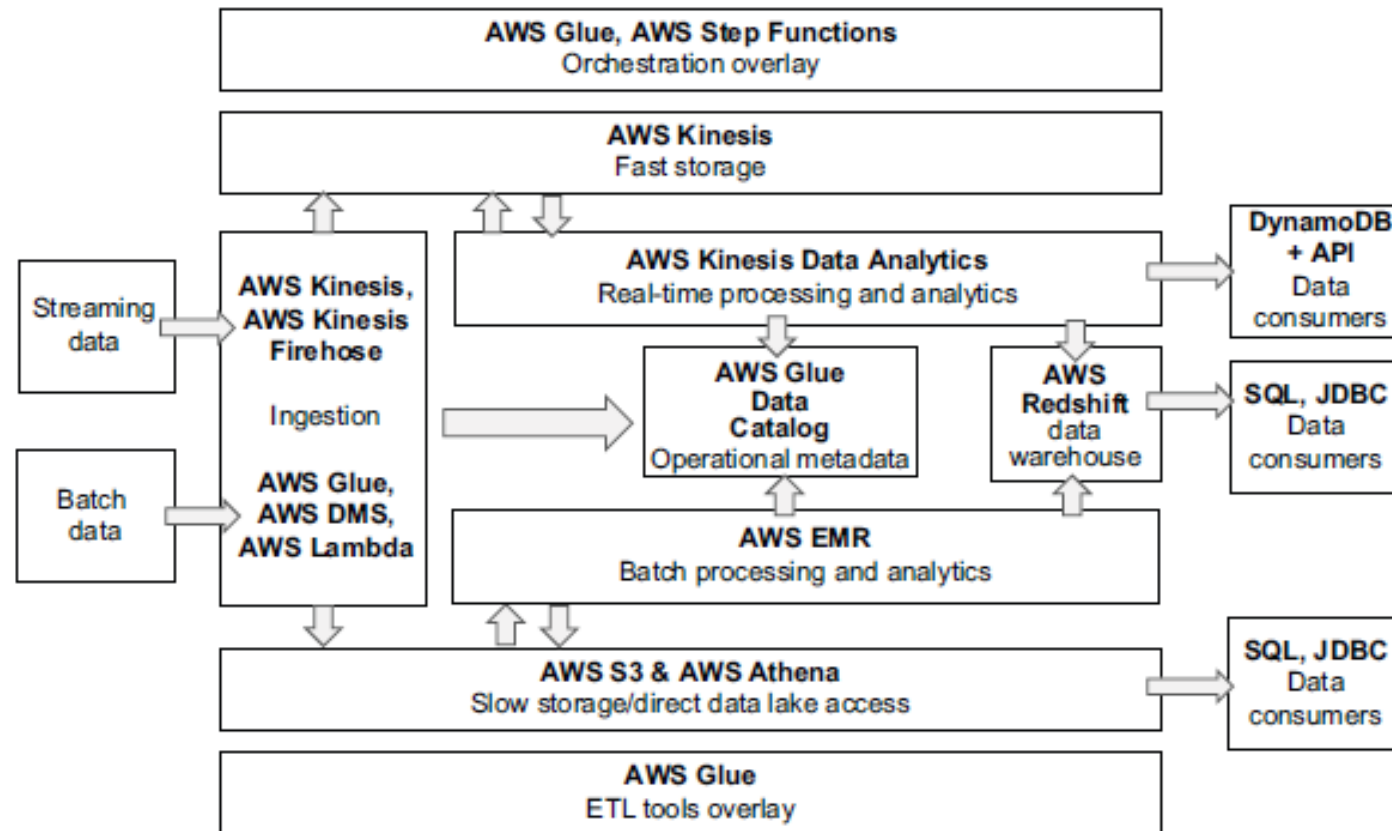 AWS Glue, AWS Step Functions
Orchestration overlay
AWS Kinesis
Fast storage
Streaming
data
Batch
data
AWS Kinesis,
AWS Kinesis
Firehose
Ingestion
AWS Glue,
AWS DMS,
AWS Lambda
AWS Kinesis Data Analytics
Real-time processing and analytics
AWS Glue
Data
Catalog
Operational metadata
AWS
Redshift
data
warehouse
AWS EMR
Batch processing and analytics
DynamoDB
+ API
Data
consumers
SQL, JDBC
Data
consumers
AWS S3 & AWS Athena
Slow storage/direct data lake access
SQL, JDBC
Data
consumers
AWS Glue
ETL tools overlay